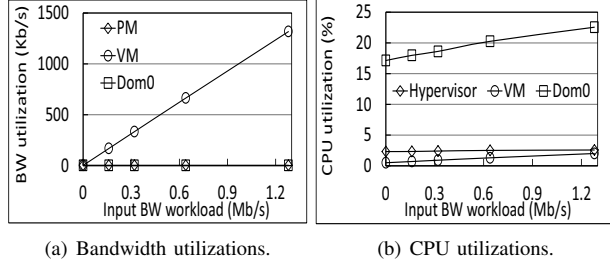 BW utilization (Kb/s)
1500
1000
500
0
PM
VM
Dom0
0 0.3 0.6 0.9 1.2
Input BW workload (Mb/s)
(a) Bandwidth utilizations.
CPU utilization (%)
25
20
15
10
5
0
Hypervisor VM Dom0
0 0.3 0.6 0.9 1.2
Input BW workload (Mb/s)
(b) CPU utilizations.